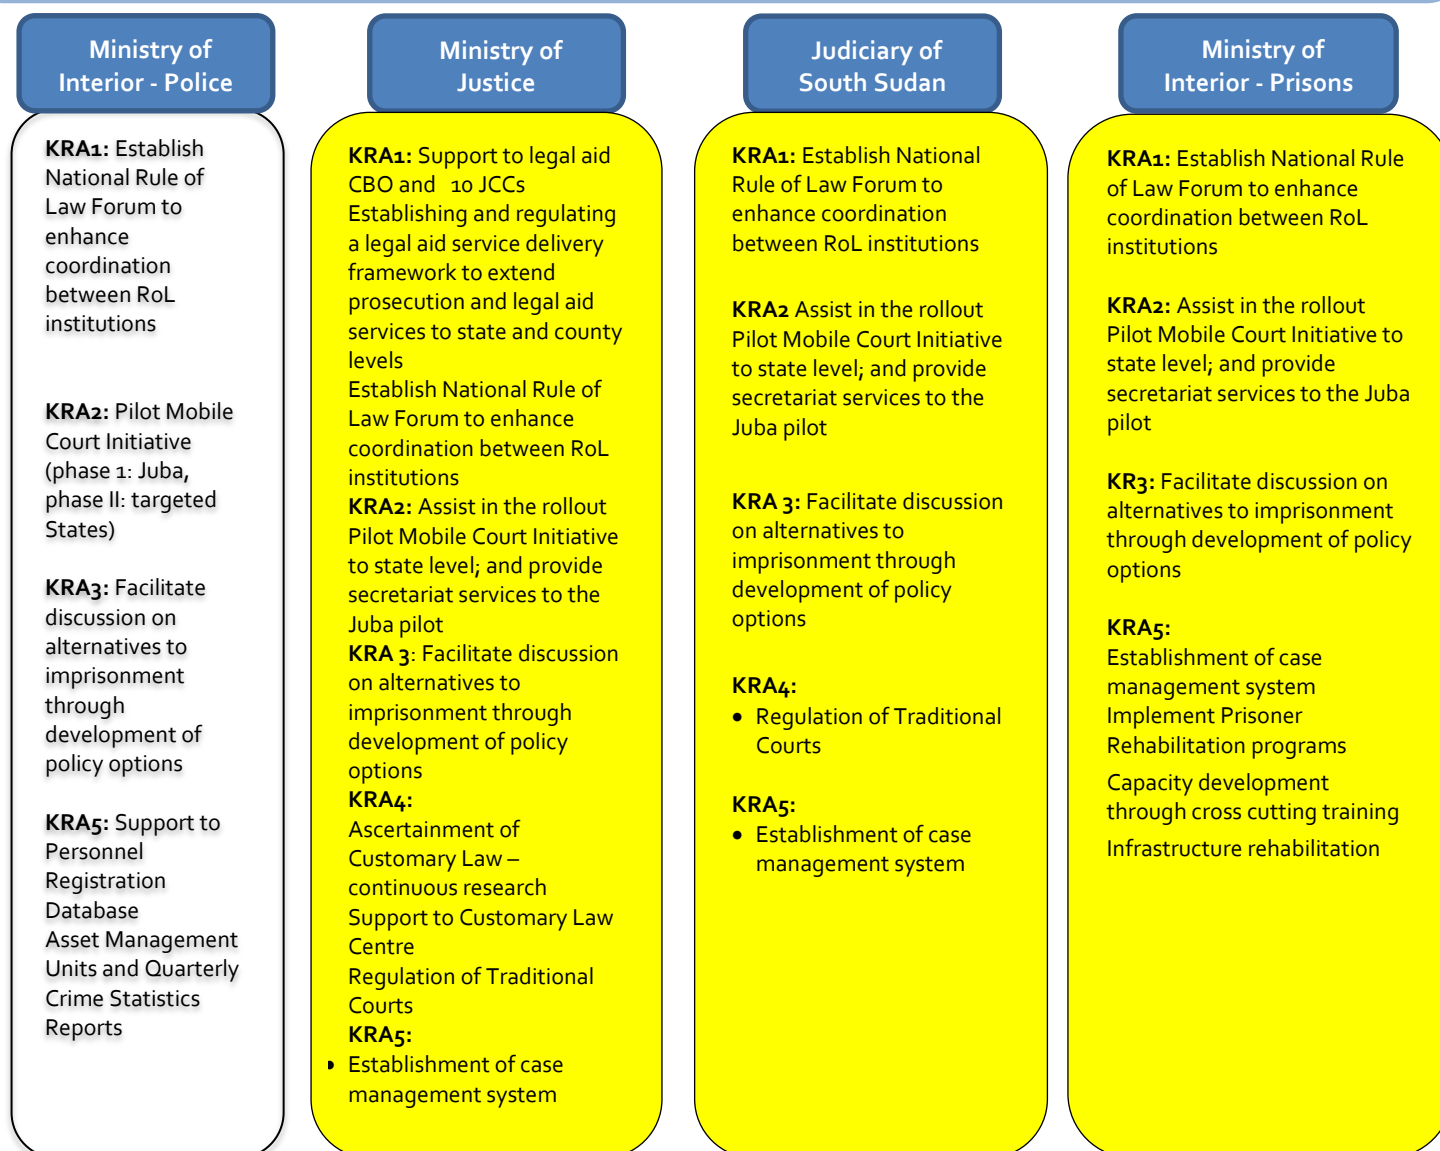 Ministry of
Interior - Police
KRA1: Establish
National Rule of
Law Forum to
enhance
coordination
between RoL
institutions
KRA2: Pilot Mobile
Court Initiative
(phase 1: Juba,
phase II: targeted
States)
KRA3: Facilitate
discussion on
alternatives to
imprisonment
through
development of
policy options
KRA5: Support to
Personnel
Registration
Database
Asset Management
Units and Quarterly
Crime Statistics
Reports
Ministry of
Justice
KRA1: Support to legal aid
CBO and 10 JCCs
Establishing and regulating
a legal aid service delivery
framework to extend
prosecution and legal aid
services to state and county
levels
Establish National Rule of
Law Forum to enhance
coordination between RoL
institutions
KRA2: Assist in the rollout
Pilot Mobile Court Initiative
to state level; and provide
secretariat services to the
Juba pilot
KRA 3: Facilitate discussion
on alternatives to
imprisonment through
development of policy
options
KRA4:
Ascertainment of
Customary Law –
continuous research
Support to Customary Law
Centre
Regulation of Traditional
Courts
KRA5:
• Establishment of case
management system
Judiciary of
South Sudan
KRA1: Establish National
Rule of Law Forum to
enhance coordination
between RoL institutions
KRA2 Assist in the rollout
Pilot Mobile Court Initiative
to state level; and provide
secretariat services to the
Juba pilot
KRA 3: Facilitate discussion
on alternatives to
imprisonment through
development of policy
options
KRA4:
• Regulation of Traditional
Courts
KRA5:
• Establishment of case
management system
Ministry of
Interior - Prisons
KRA1: Establish National Rule
of Law Forum to enhance
coordination between RoL
institutions
KRA2: Assist in the rollout
Pilot Mobile Court Initiative to
state level; and provide
secretariat services to the Juba
pilot
KR3: Facilitate discussion on
alternatives to imprisonment
through development of policy
options
KRA5:
Establishment of case
management system
Implement Prisoner
Rehabilitation programs
Capacity development
through cross cutting training
Infrastructure rehabilitation